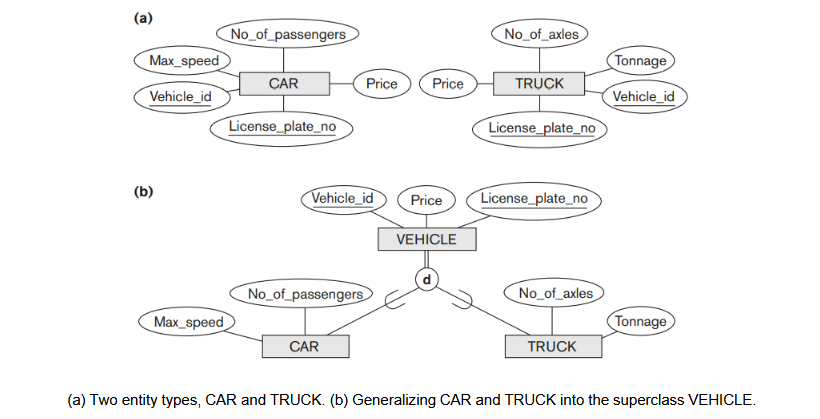 (a)
No_of_passengers
No_of_axles
Max_speed
Tonnage
CAR
Price
Price
TRUCK
Vehicle_id
Vehicle_id
License_plate_no
License_plate_no
(b)
Vehicle_id
Price
License_plate_no
VEHICLE
d
No_of_passengers
No_of_axles
Max_speed
Tonnage
CAR
TRUCK
(a) Two entity types, CAR and TRUCK. (b) Generalizing CAR and TRUCK into the superclass VEHICLE.